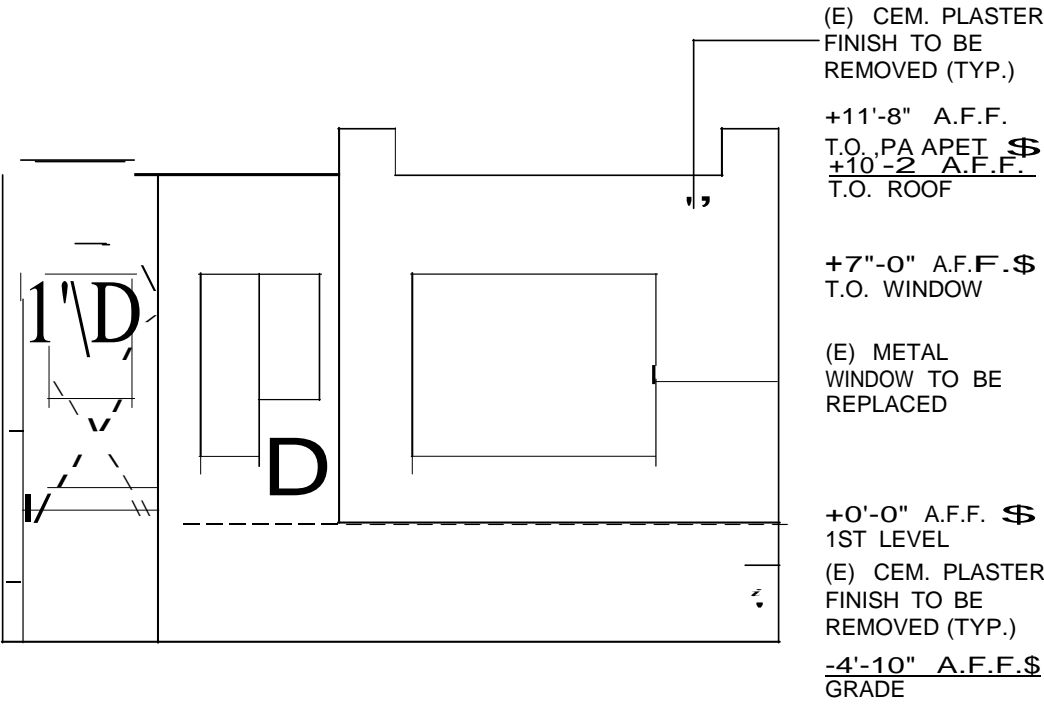 (E) CEM. PLASTER
FINISH TO BE
REMOVED (TYP.)
+11'-8" A.F.F.
T.O. ,PA APET $
+10'-2 A.F.F.
T.O. ROOF
+7"-0" A.F.F.$
T.O. WINDOW
(E) METAL
WINDOW TO BE
REPLACED
+0'-0" A.F.F. $
1ST LEVEL
(E) CEM. PLASTER
FINISH TO BE
REMOVED (TYP.)
-4'-10" A.F.F.$
GRADE
1'\D
D